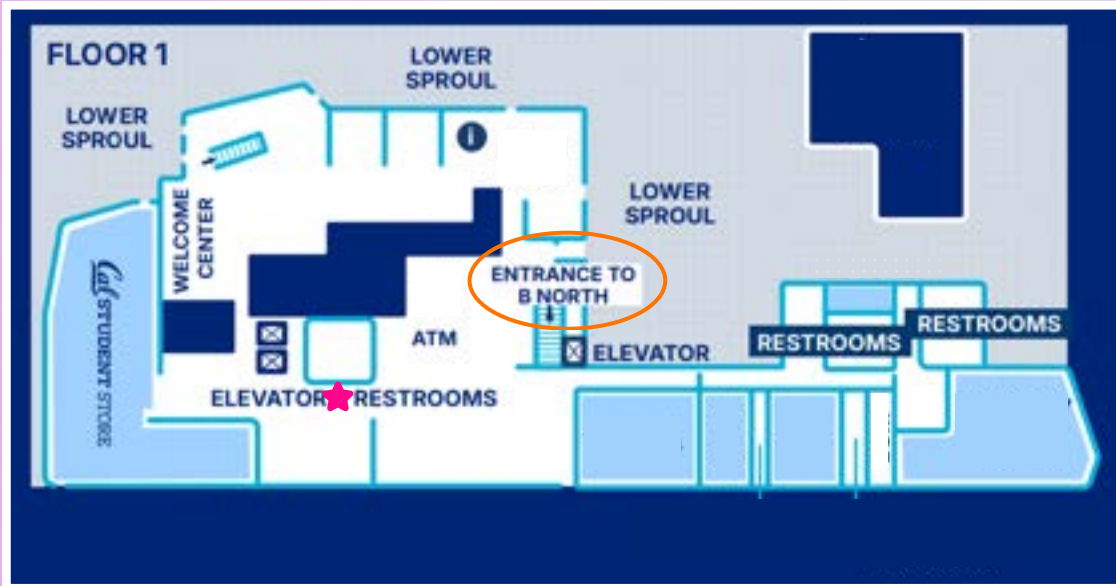 FLOOR 1
LOWER
SPROUL
LOWER
SPROUL
i
WELCOME
CENTER
LOWER
SPROUL
ENTRANCE TO
B NORTH
Cal STUDENT STORE
ATM
ELEVATOR
RESTROOMS
RESTROOMS
ELEVATOR
RESTROOMS